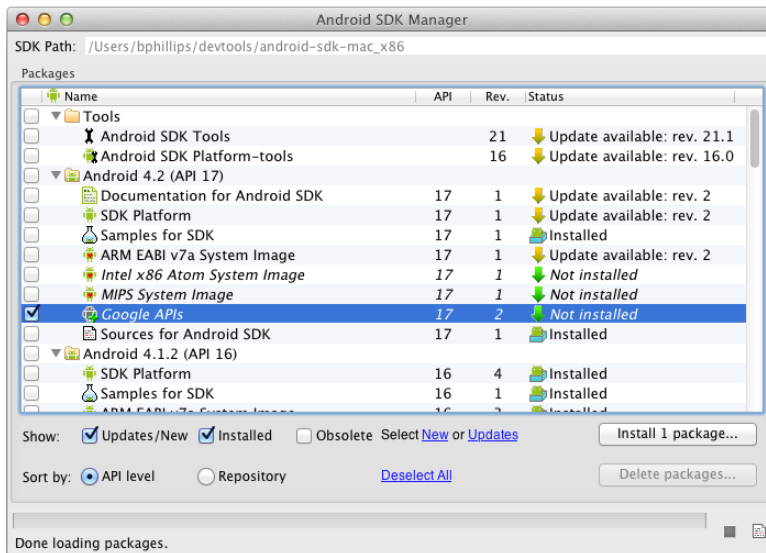 Android SDK Manager
SDK Path: /Users/bphillips/devtools/android-sdk-mac_x86
Packages
Name API Rev. Status
Tools
Android SDK Tools 21 Update available: rev. 21.1
Android SDK Platform-tools 16 Update available: rev. 16.0
Android 4.2 (API 17)
Documentation for Android SDK 17 1 Update available: rev. 2
SDK Platform 17 1 Update available: rev. 2
Samples for SDK 17 1 Installed
ARM EABI v7a System Image 17 1 Update available: rev. 2
Intel x86 Atom System Image 17 1 Not installed
MIPS System Image 17 1 Not installed
Google APIs 17 2 Not installed
Sources for Android SDK 17 1 Installed
Android 4.1.2 (API 16)
SDK Platform 16 4 Installed
Samples for SDK 16 1 Installed
ARM EABI v7a System Image 16 Installed
Show: Updates/New Installed Obsolete Select New or Updates Install 1 package...
Sort by: API level Repository Deselect All Delete packages...
Done loading packages.